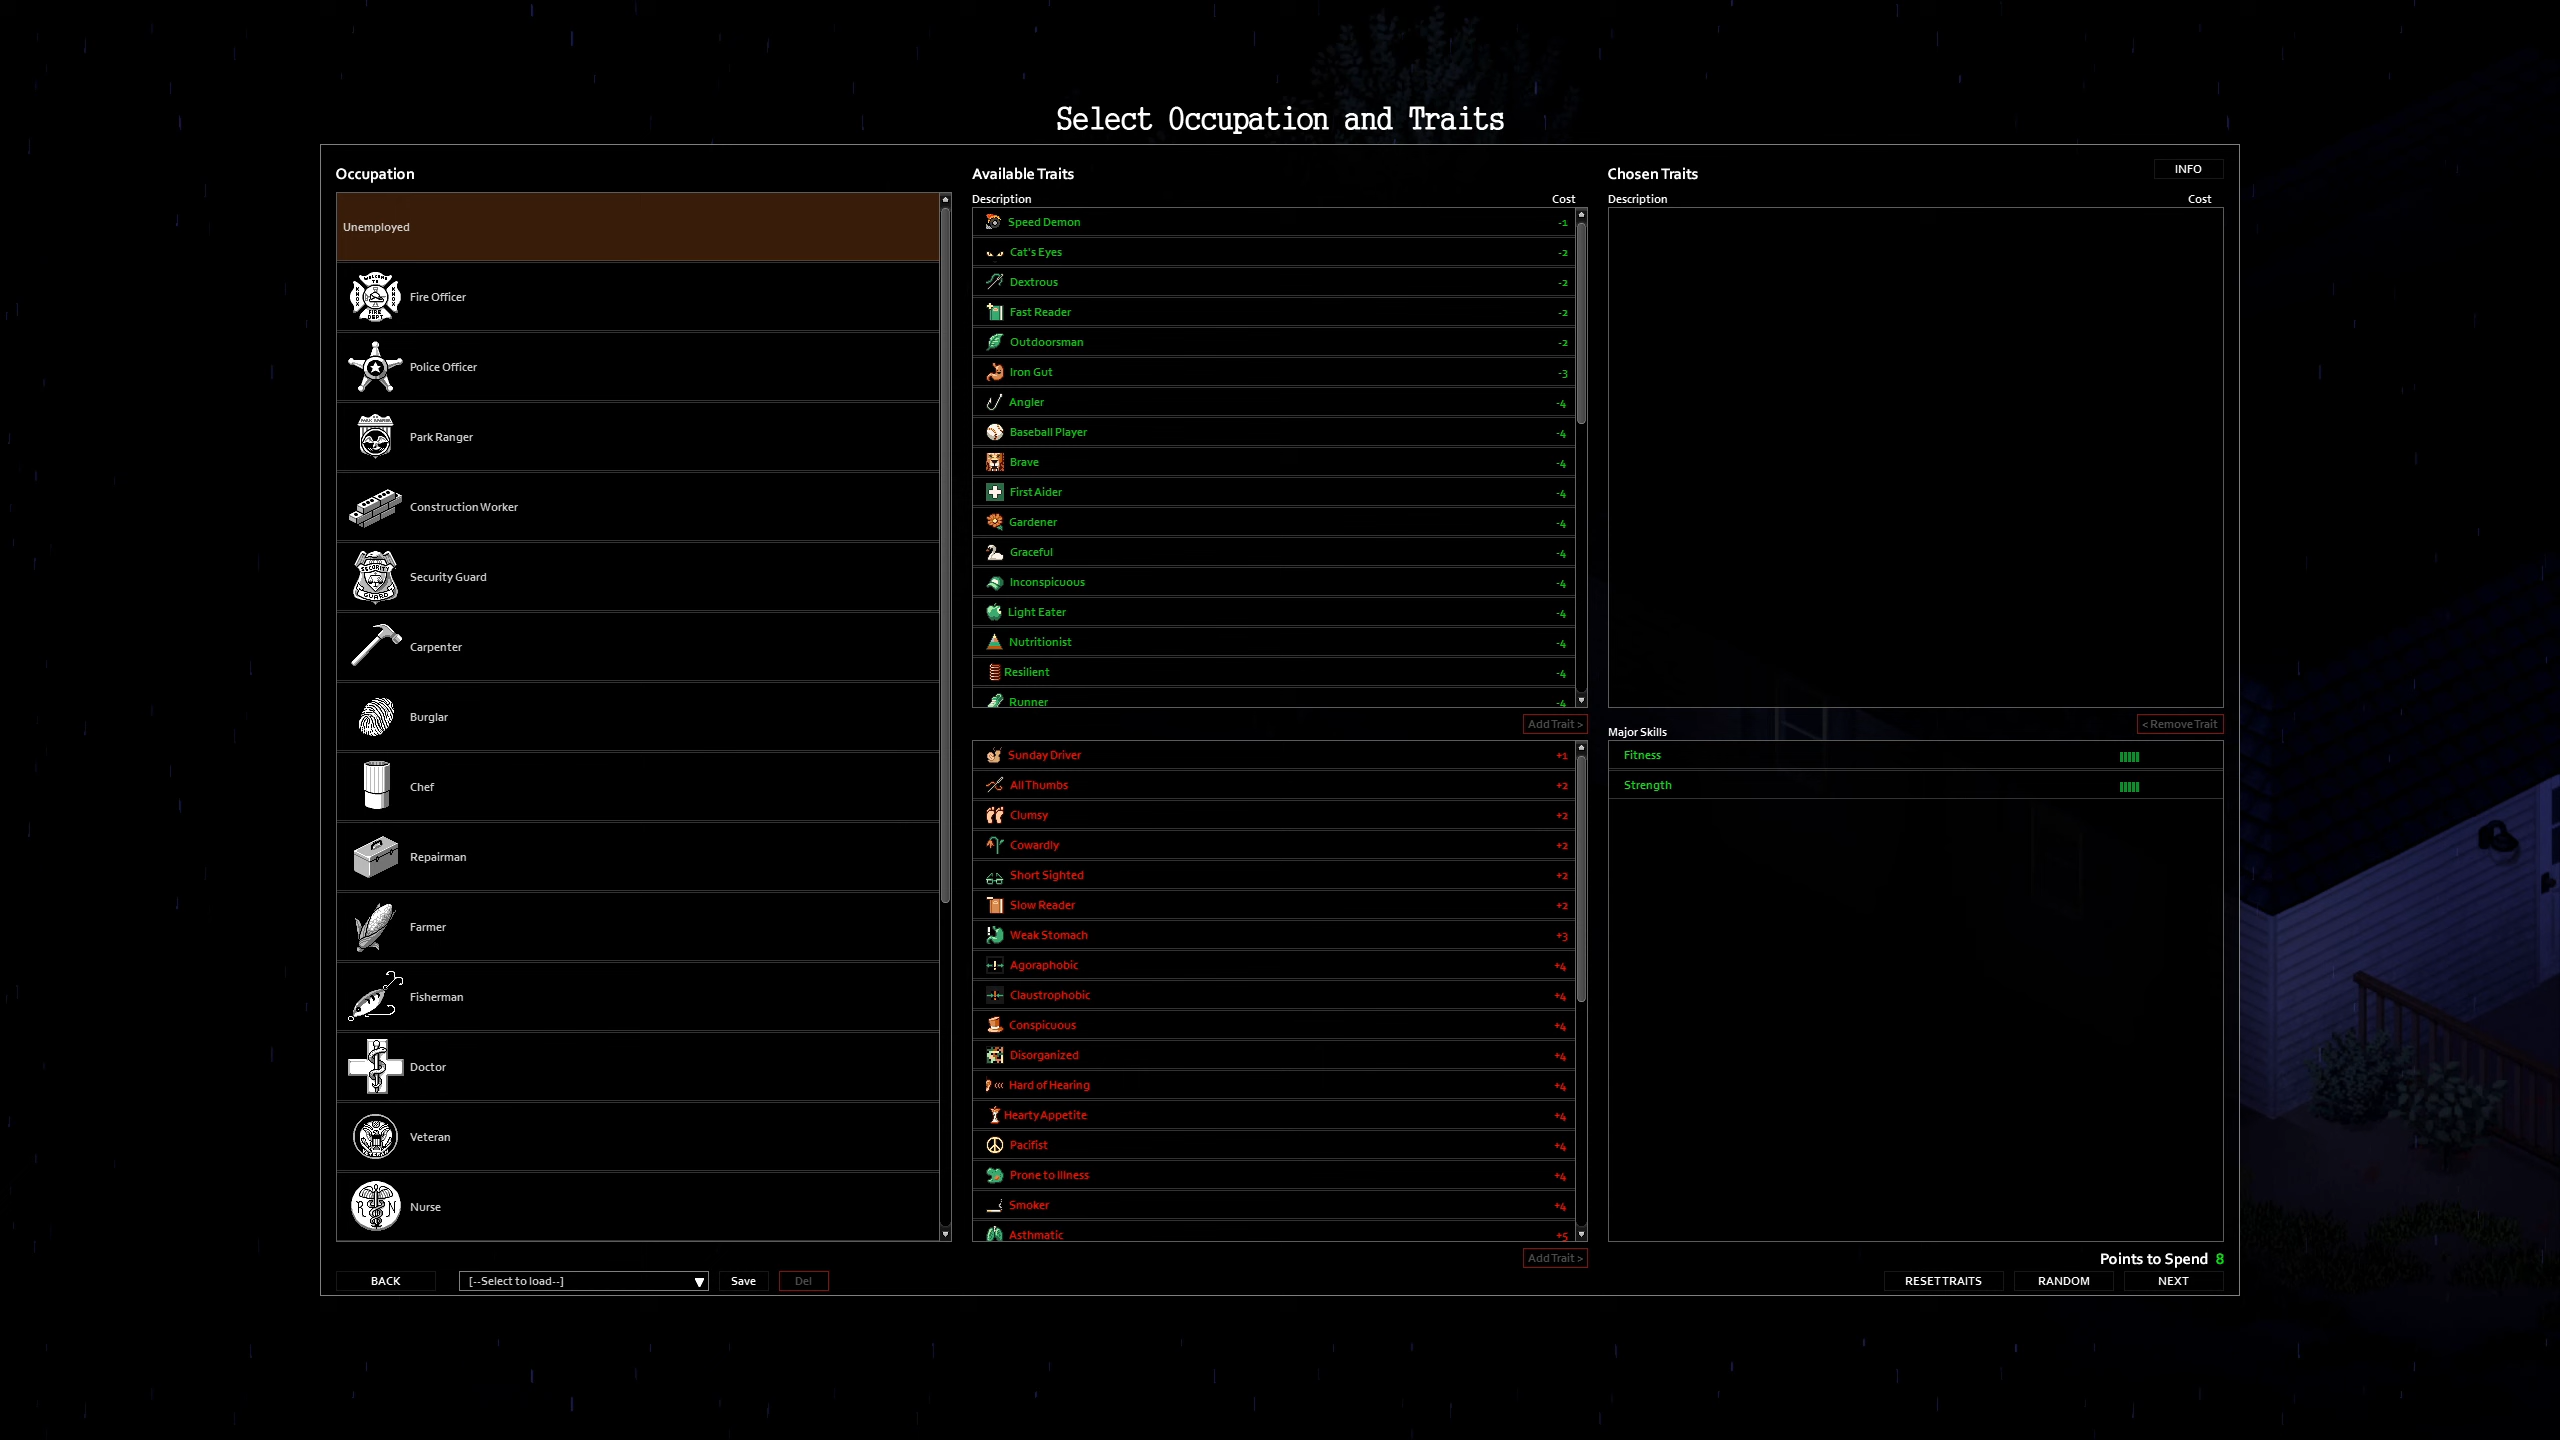 Select Occupation and Traits
Occupation
Unemployed
Fire Officer
Police Officer
Park Ranger
Construction Worker
Security Guard
Carpenter
Burglar
Chef
Repairman
Farmer
Fisherman
Doctor
Veteran
Nurse
Available Traits
Description Cost
Speed Demon -1
Cat's Eyes -2
Dextrous -2
Fast Reader -2
Outdoorsman -2
Iron Gut -3
Angler -4
Baseball Player -4
Brave -4
First Aider -4
Gardener -4
Graceful -4
Inconspicuous -4
Light Eater -4
Nutritionist -4
Resilient -4
Runner -4
Add Trait >
Sunday Driver +1
All Thumbs +2
Clumsy +2
Cowardly +2
Short Sighted +2
Slow Reader +2
Weak Stomach +3
Agoraphobic +4
Claustrophobic +4
Conspicuous +4
Disorganized +4
Hard of Hearing +4
Hearty Appetite +4
Pacifist +4
Prone to Illness +4
Smoker +4
Asthmatic +5
Add Trait >
Chosen Traits
INFO
Description Cost
< Remove Trait
Major Skills
Fitness
Strength
Points to Spend 8
BACK
[--Select to load--]
Save
Del
RESET TRAITS
RANDOM
NEXT